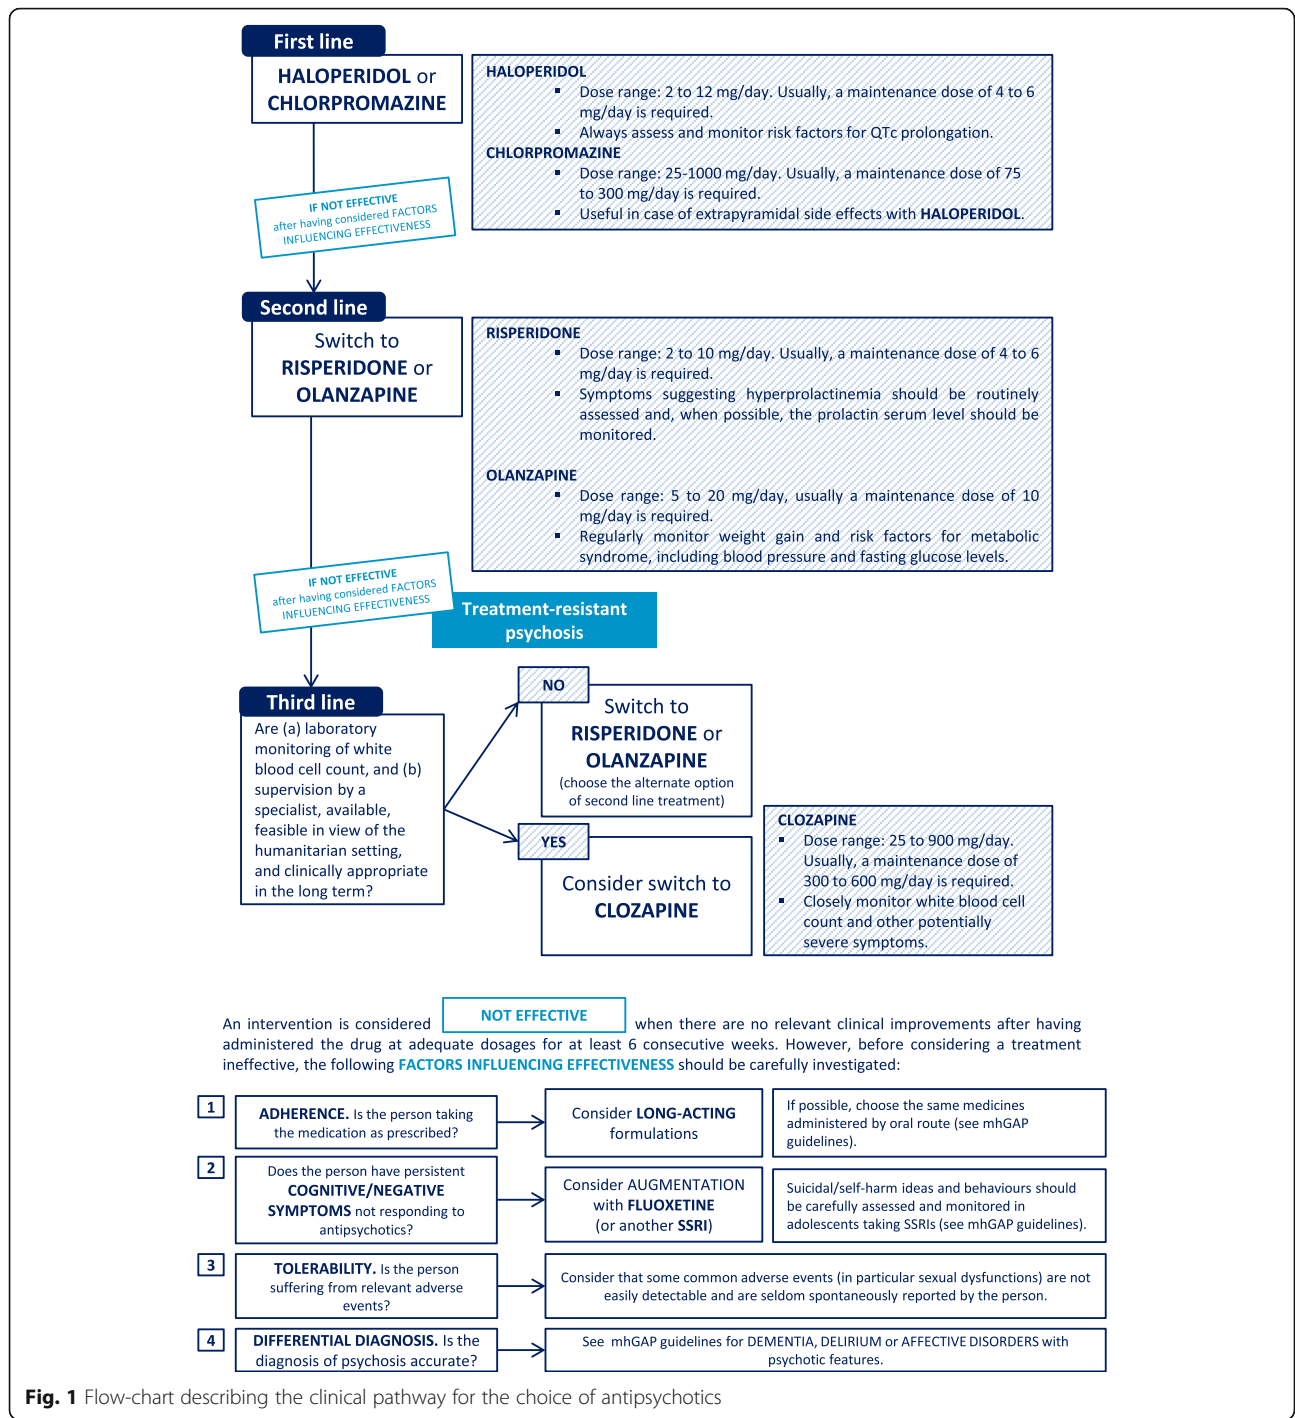 First line
HALOPERIDOL or
CHLORPROMAZINE
HALOPERIDOL
▪ Dose range: 2 to 12 mg/day. Usually, a maintenance dose of 4 to 6
mg/day is required.
▪ Always assess and monitor risk factors for QTc prolongation.
CHLORPROMAZINE
▪ Dose range: 25-1000 mg/day. Usually, a maintenance dose of 75
to 300 mg/day is required.
▪ Useful in case of extrapyramidal side effects with HALOPERIDOL.
IF NOT EFFECTIVE
after having considered FACTORS
INFLUENCING EFFECTIVENESS
Second line
Switch to
RISPERIDONE or
OLANZAPINE
RISPERIDONE
▪ Dose range: 2 to 10 mg/day. Usually, a maintenance dose of 4 to 6
mg/day is required.
▪ Symptoms suggesting hyperprolactinemia should be routinely
assessed and, when possible, the prolactin serum level should be
monitored.
OLANZAPINE
▪ Dose range: 5 to 20 mg/day, usually a maintenance dose of 10
mg/day is required.
▪ Regularly monitor weight gain and risk factors for metabolic
syndrome, including blood pressure and fasting glucose levels.
IF NOT EFFECTIVE
after having considered FACTORS
INFLUENCING EFFECTIVENESS
Treatment-resistant
psychosis
Third line
Are (a) laboratory
monitoring of white
blood cell count, and (b)
supervision by a
specialist, available,
feasible in view of the
humanitarian setting,
and clinically appropriate
in the long term?
NO
Switch to
RISPERIDONE or
OLANZAPINE
(choose the alternate option
of second line treatment)
YES
Consider switch to
CLOZAPINE
CLOZAPINE
▪ Dose range: 25 to 900 mg/day.
Usually, a maintenance dose of
300 to 600 mg/day is required.
▪ Closely monitor white blood cell
count and other potentially
severe symptoms.
An intervention is considered NOT EFFECTIVE when there are no relevant clinical improvements after having
administered the drug at adequate dosages for at least 6 consecutive weeks. However, before considering a treatment
ineffective, the following FACTORS INFLUENCING EFFECTIVENESS should be carefully investigated:
1
ADHERENCE. Is the person taking
the medication as prescribed?
Consider LONG-ACTING
formulations
If possible, choose the same medicines
administered by oral route (see mhGAP
guidelines).
2
Does the person have persistent
COGNITIVE/NEGATIVE
SYMPTOMS not responding to
antipsychotics?
Consider AUGMENTATION
with FLUOXETINE
(or another SSRI)
Suicidal/self-harm ideas and behaviours should
be carefully assessed and monitored in
adolescents taking SSRIs (see mhGAP guidelines).
3
TOLERABILITY. Is the person
suffering from relevant adverse
events?
Consider that some common adverse events (in particular sexual dysfunctions) are not
easily detectable and are seldom spontaneously reported by the person.
4
DIFFERENTIAL DIAGNOSIS. Is the
diagnosis of psychosis accurate?
See mhGAP guidelines for DEMENTIA, DELIRIUM or AFFECTIVE DISORDERS with
psychotic features.
Fig. 1 Flow-chart describing the clinical pathway for the choice of antipsychotics